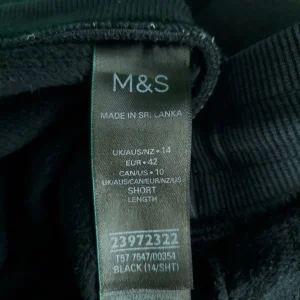 M&S
MADE IN SRI LANKA
UK/AUS/NZ • 14
EUR • 42
CAN/US • 10
UK/AUS/CAN/EUR/NZ/US
SHORT
LENGTH
23972322
T57 7647/00354
BLACK (14/SHT)